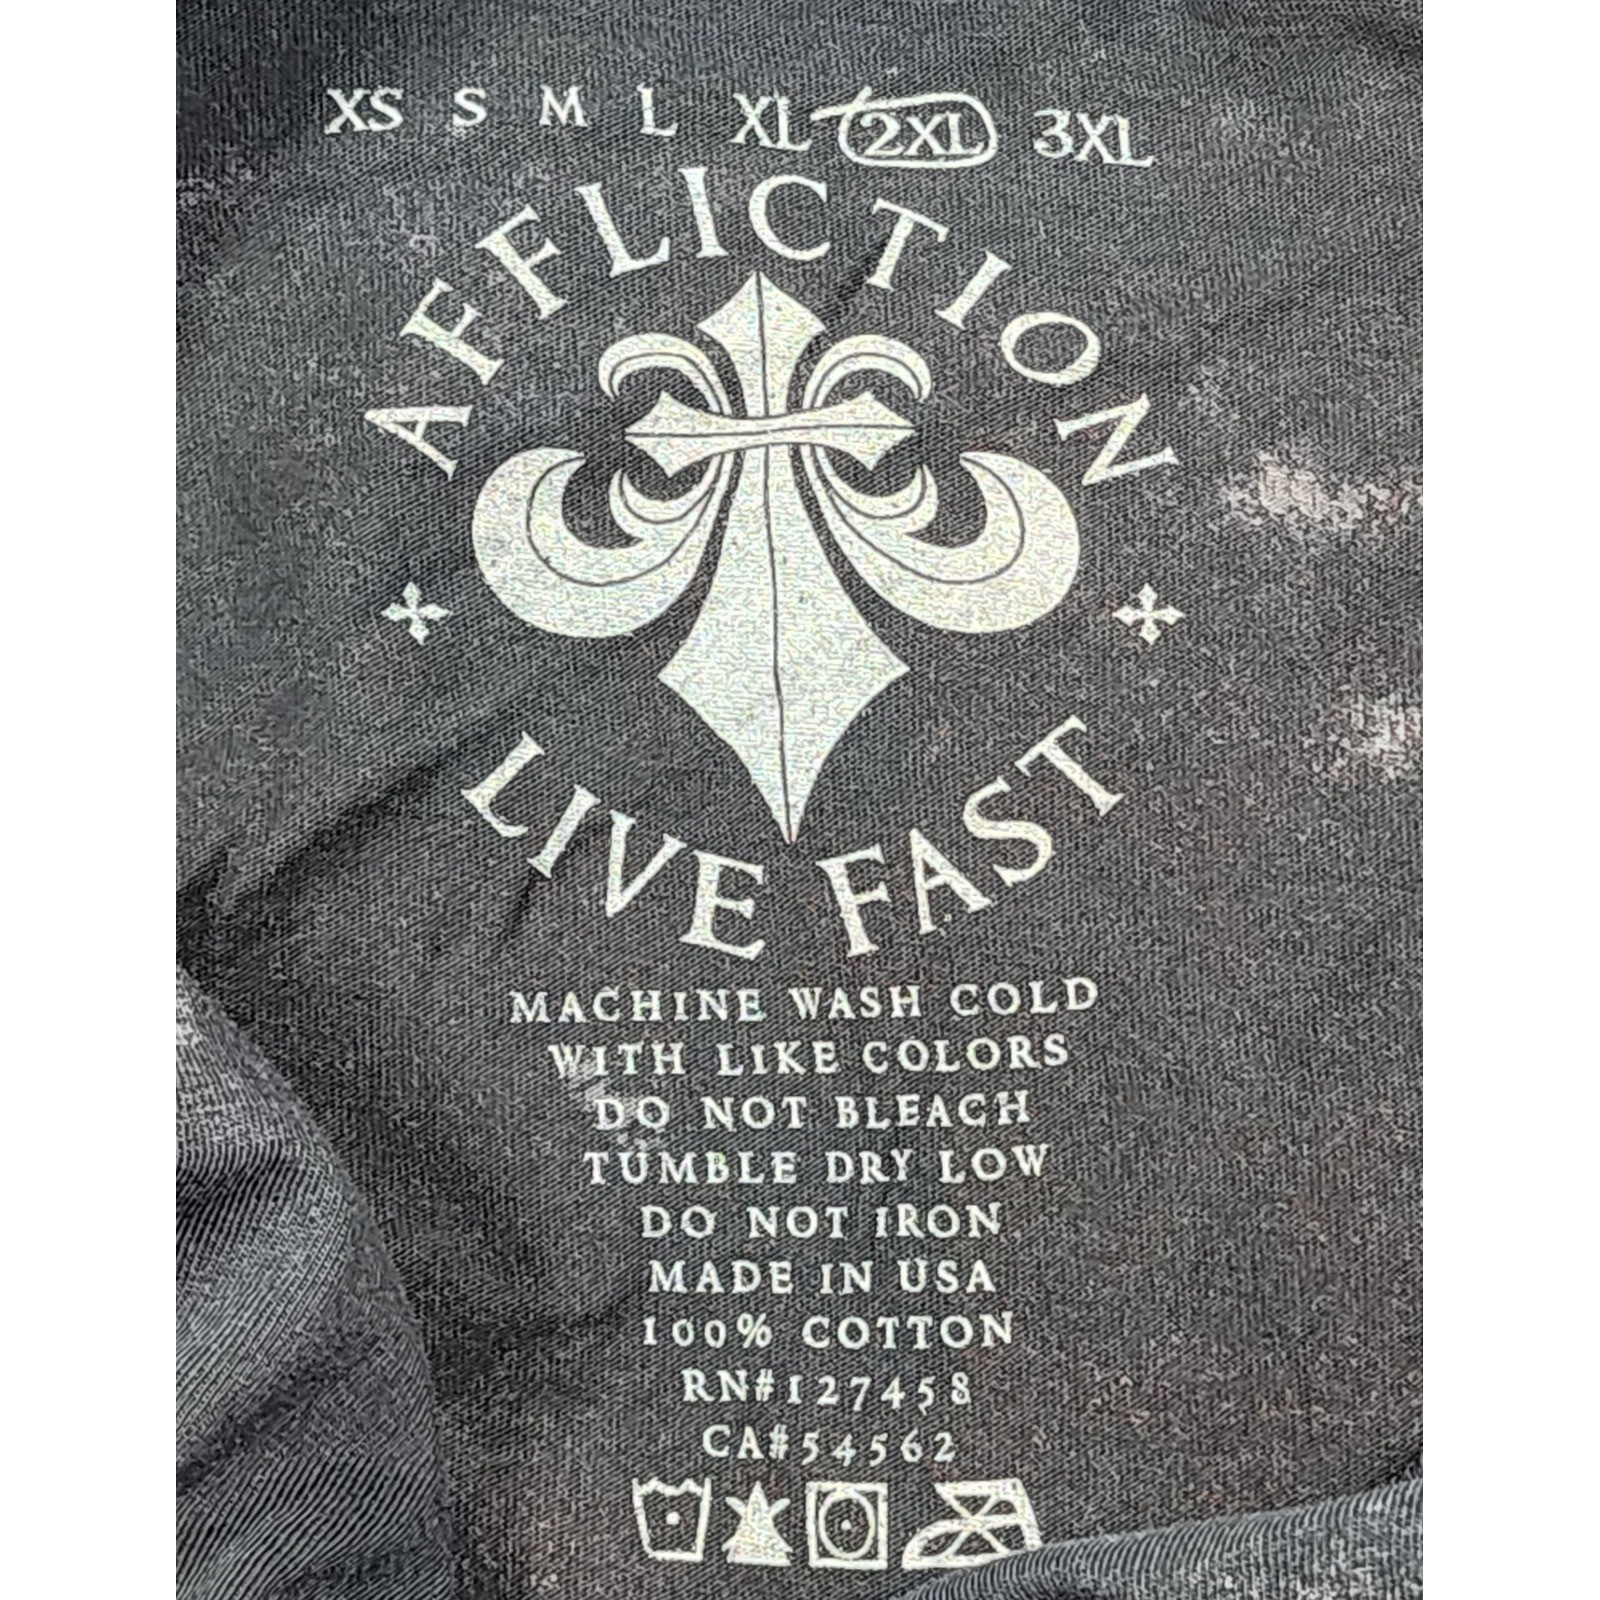 XS S M L XL 2XL 3XL
AFFLICTION
LIVE FAST
MACHINE WASH COLD
WITH LIKE COLORS
DO NOT BLEACH
TUMBLE DRY LOW
DO NOT IRON
MADE IN USA
100% COTTON
RN#127458
CA#54562